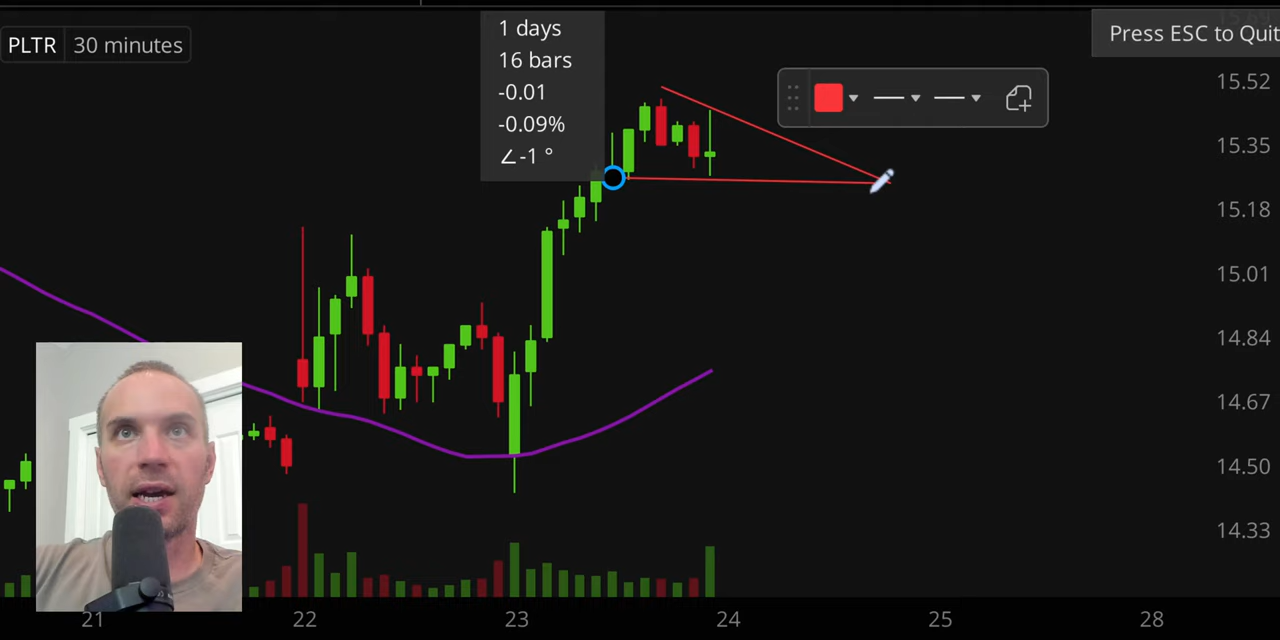 PLTR 30 minutes
1 days
16 bars
-0.01
-0.09%
∠-1 °
Press ESC to Quit
15.52
15.35
15.18
15.01
14.84
14.67
14.50
14.33
21 22 23 24 25 28